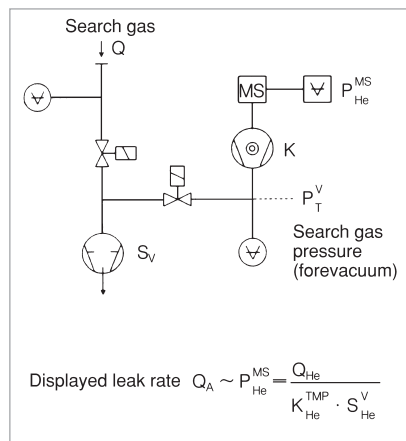 Search gas
Q
MS
P_He^MS
K
P_T^V
Search gas
pressure
(forevacuum)
S_V
Displayed leak rate Q_A ~ P_He^MS = Q_He / K_He^TMP · S_He^V